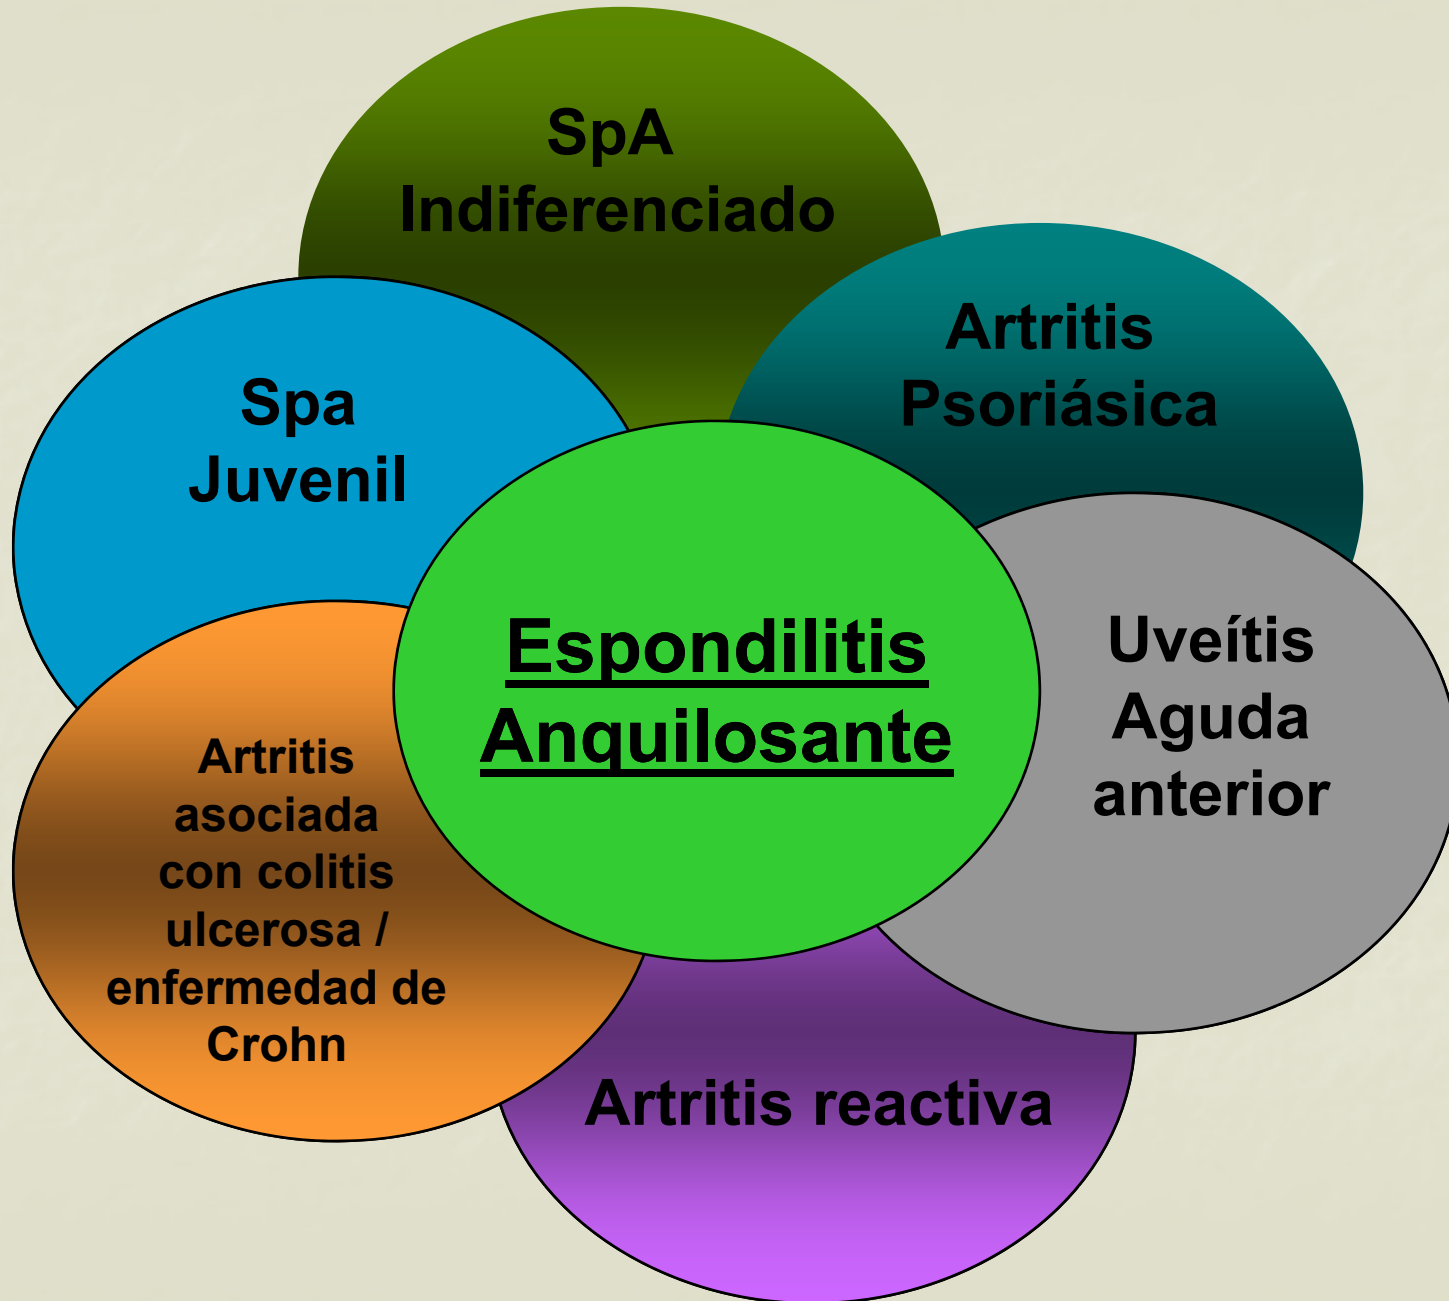 SpA
Indiferenciado
Artritis
Psoriásica
Spa
Juvenil
Espondilitis
Anquilosante
Uveítis
Aguda
anterior
Artritis
asociada
con colitis
ulcerosa /
enfermedad de
Crohn
Artritis reactiva